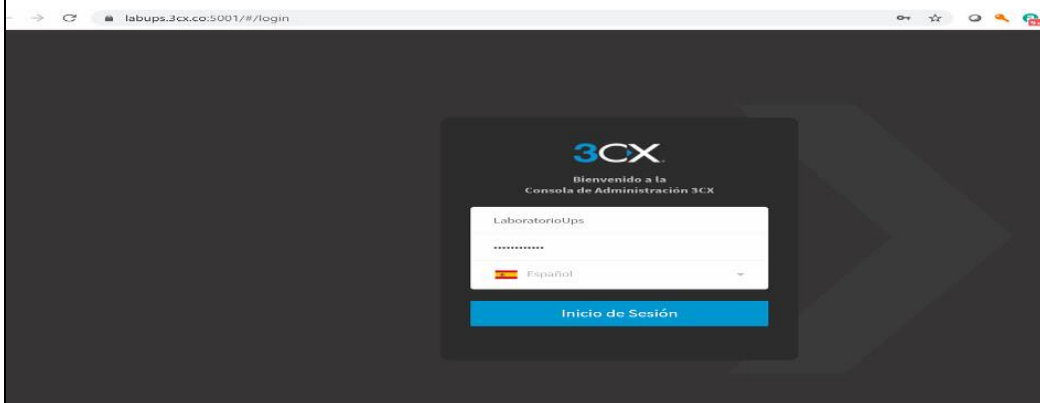 labups.3cx.co:5001/#/login
3CX
Bienvenido a la
Consola de Administración 3CX
LaboratorioUps
•••••••••••
Español
Inicio de Sesión